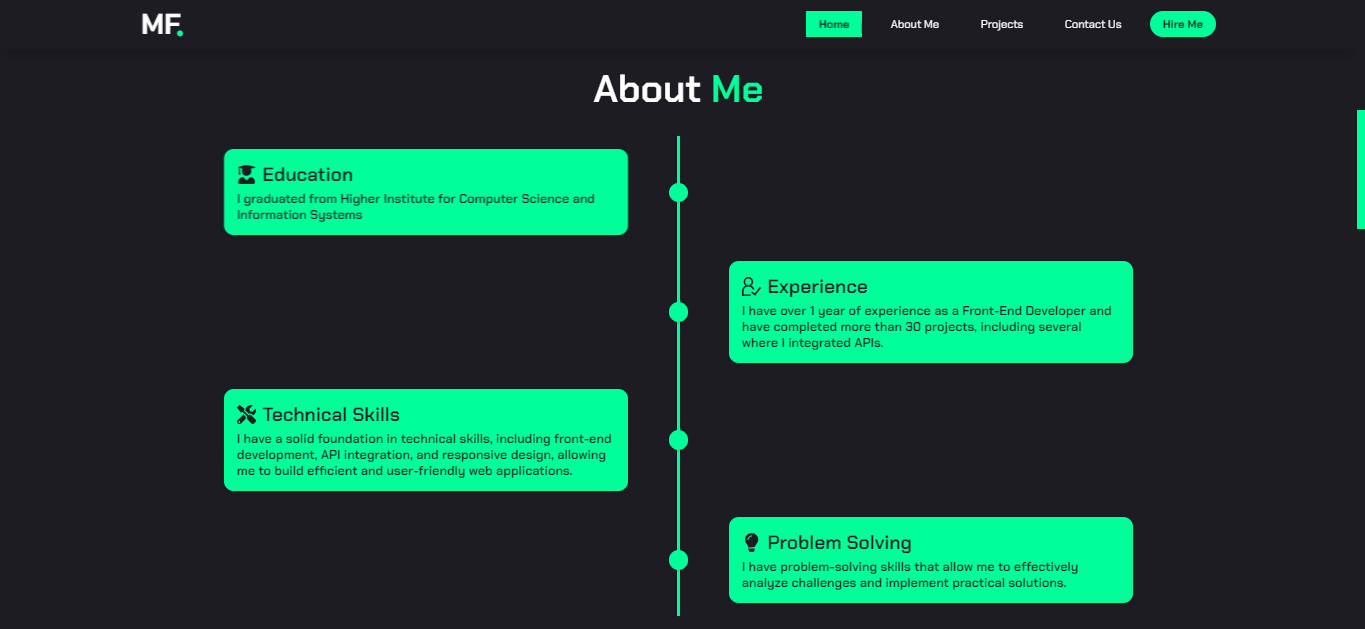 MF.
Home
About Me
Projects
Contact Us
Hire Me
About Me
Education
I graduated from Higher Institute for Computer Science and
Information Systems
Experience
I have over 1 year of experience as a Front-End Developer and
have completed more than 30 projects, including several
where I integrated APIs.
Technical Skills
I have a solid foundation in technical skills, including front-end
development, API integration, and responsive design, allowing
me to build efficient and user-friendly web applications.
Problem Solving
I have problem-solving skills that allow me to effectively
analyze challenges and implement practical solutions.